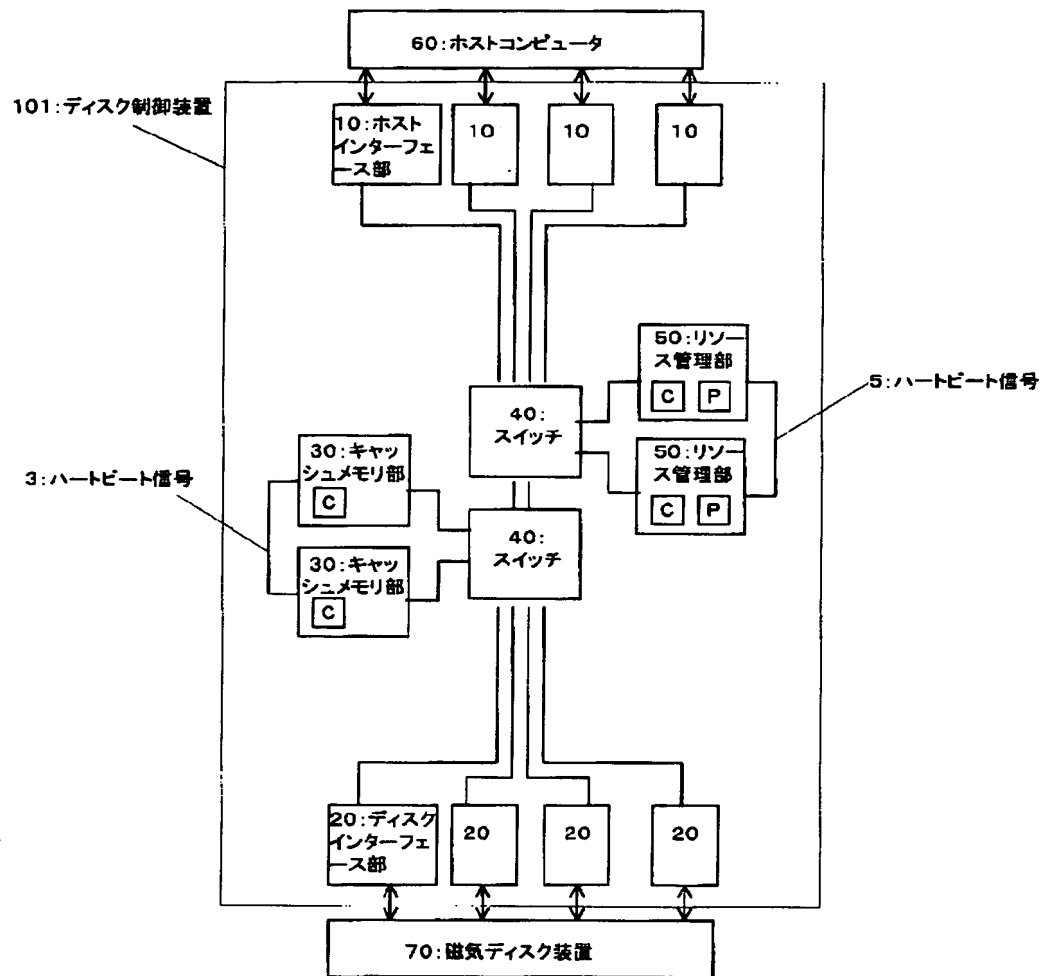 60:ホストコンピュータ
101:ディスク制御装置
10:ホスト
インターフェ
ース部
10
10
10
50:リソー
ス管理部
C P
5:ハートビート信号
40:
スイッチ
30:キャッ
シュメモリ部
C
50:リソー
ス管理部
C P
3:ハートビート信号
40:
スイッチ
30:キャッ
シュメモリ部
C
20:ディスク
インターフェ
ース部
20
20
20
70:磁気ディスク装置